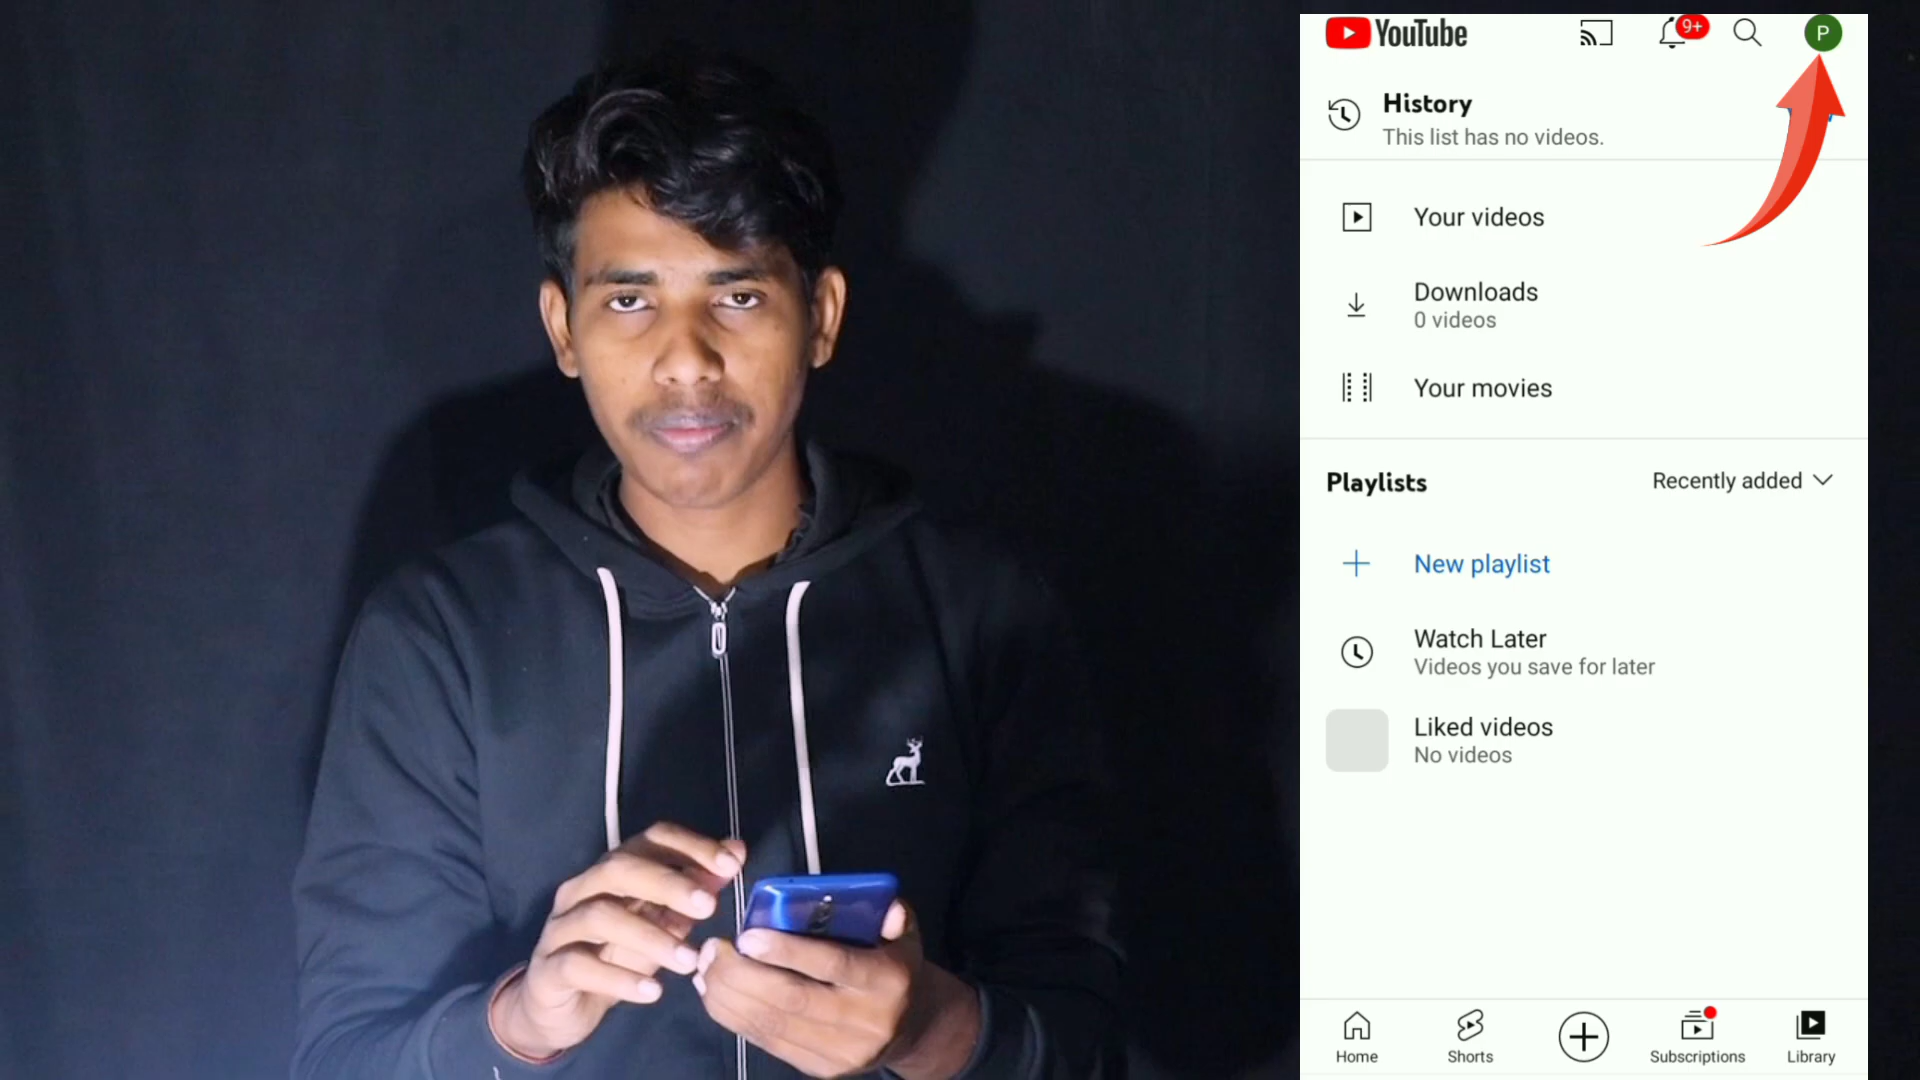 YouTube
9+
P
History
This list has no videos.
Your videos
Downloads
0 videos
Your movies
Playlists
Recently added
New playlist
Watch Later
Videos you save for later
Liked videos
No videos
Home
Shorts
Subscriptions
Library